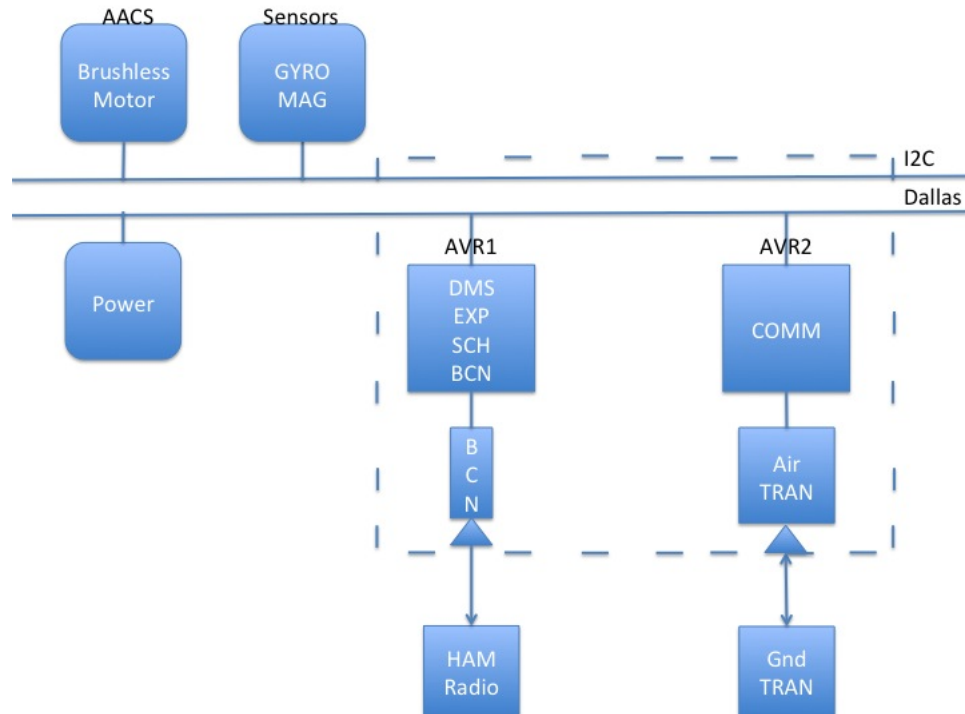 AACS
Sensors
Brushless
Motor
GYRO
MAG
I2C
Dallas
AVR1
AVR2
Power
DMS
EXP
SCH
BCN
COMM
B
C
N
Air
TRAN
HAM
Radio
Gnd
TRAN